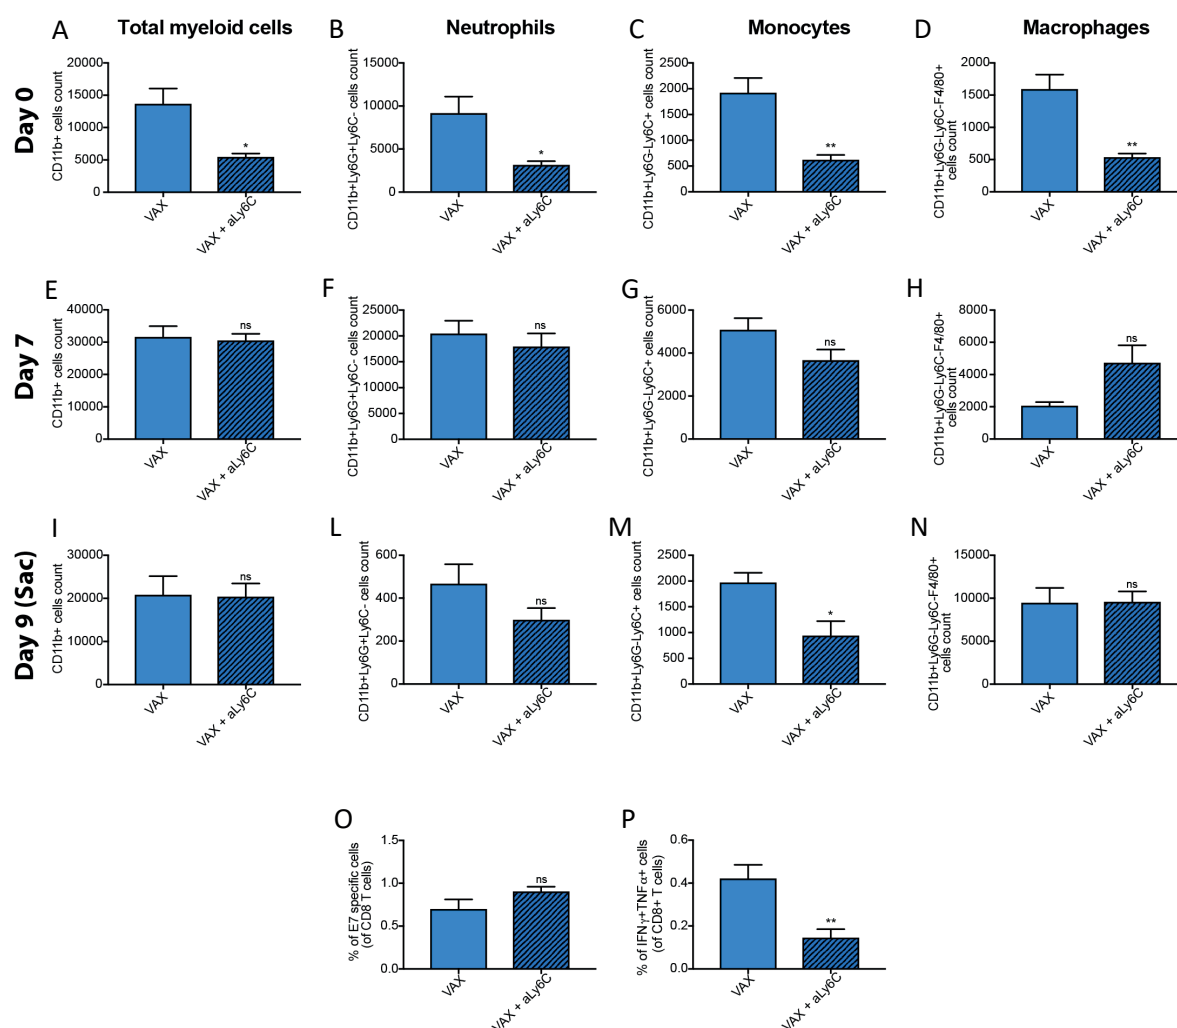 A
Total myeloid cells
B
Neutrophils
C
Monocytes
D
Macrophages
Day 0
CD11b+ cells count
20000
15000
10000
5000
0
*
VAX
VAX + aLy6C
CD11b+Ly6G+Ly6C- cells count
15000
10000
5000
0
*
VAX
VAX + aLy6C
CD11b+Ly6G-Ly6C+ cells count
2500
2000
1500
1000
500
0
**
VAX
VAX + aLy6C
CD11b+Ly6G-Ly6C-F4/80+
cells count
2000
1500
1000
500
0
**
VAX
VAX + aLy6C
Day 7
E
CD11b+ cells count
40000
30000
20000
10000
0
ns
VAX
VAX + aLy6C
F
CD11b+Ly6G+Ly6C- cells count
25000
20000
15000
10000
5000
0
ns
VAX
VAX + aLy6C
G
CD11b+Ly6G-Ly6C+ cells count
6000
4000
2000
0
ns
VAX
VAX + aLy6C
H
CD11b+Ly6G-Ly6C-F4/80+
cells count
8000
6000
4000
2000
0
ns
VAX
VAX + aLy6C
Day 9 (Sac)
I
CD11b+ cells count
30000
20000
10000
0
ns
VAX
VAX + aLy6C
L
CD11b+Ly6G+Ly6C- cells count
600
400
200
0
ns
VAX
VAX + aLy6C
M
CD11b+Ly6G-Ly6C+ cells count
2500
2000
1500
1000
500
0
*
VAX
VAX + aLy6C
N
CD11b+Ly6G-Ly6C-F4/80+
cells count
15000
10000
5000
0
ns
VAX
VAX + aLy6C
O
% of E7 specific cells
(of CD8 T cells)
1.5
1.0
0.5
0.0
ns
VAX
VAX + aLy6C
P
% of IFNγ+TNFα+ cells
(of CD8+ T cells)
0.6
0.4
0.2
0.0
**
VAX
VAX + aLy6C